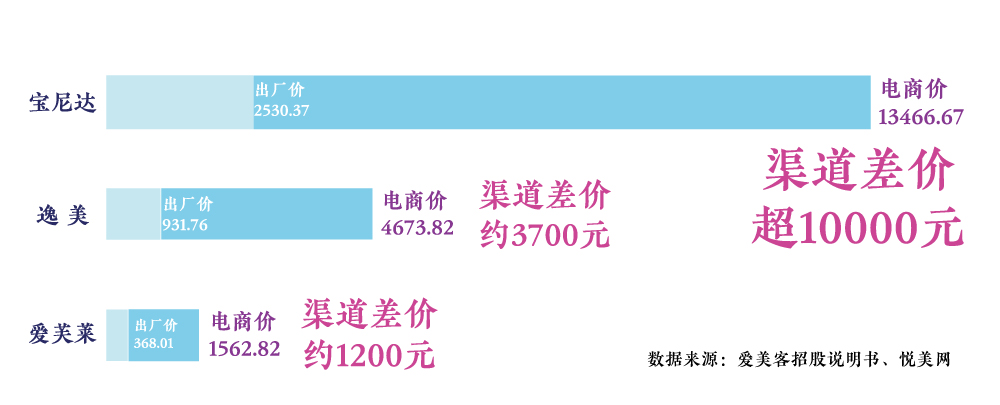 宝尼达
出厂价
2530.37
电商价
13466.67
渠道差价
超10000元
逸 美
出厂价
931.76
电商价
4673.82
渠道差价
约3700元
爱芙莱
出厂价
368.01
电商价
1562.82
渠道差价
约1200元
数据来源：爱美客招股说明书、悦美网